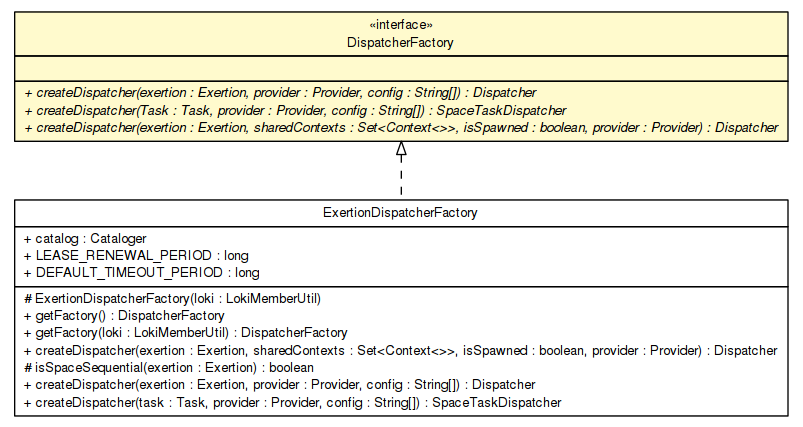 «interface»
DispatcherFactory
+ createDispatcher(exertion : Exertion, provider : Provider, config : String[]) : Dispatcher
+ createDispatcher(Task : Task, provider : Provider, config : String[]) : SpaceTaskDispatcher
+ createDispatcher(exertion : Exertion, sharedContexts : Set<Context<>>, isSpawned : boolean, provider : Provider) : Dispatcher
ExertionDispatcherFactory
+ catalog : Cataloger
+ LEASE_RENEWAL_PERIOD : long
+ DEFAULT_TIMEOUT_PERIOD : long
# ExertionDispatcherFactory(loki : LokiMemberUtil)
+ getFactory() : DispatcherFactory
+ getFactory(loki : LokiMemberUtil) : DispatcherFactory
+ createDispatcher(exertion : Exertion, sharedContexts : Set<Context<>>, isSpawned : boolean, provider : Provider) : Dispatcher
# isSpaceSequential(exertion : Exertion) : boolean
+ createDispatcher(exertion : Exertion, provider : Provider, config : String[]) : Dispatcher
+ createDispatcher(task : Task, provider : Provider, config : String[]) : SpaceTaskDispatcher